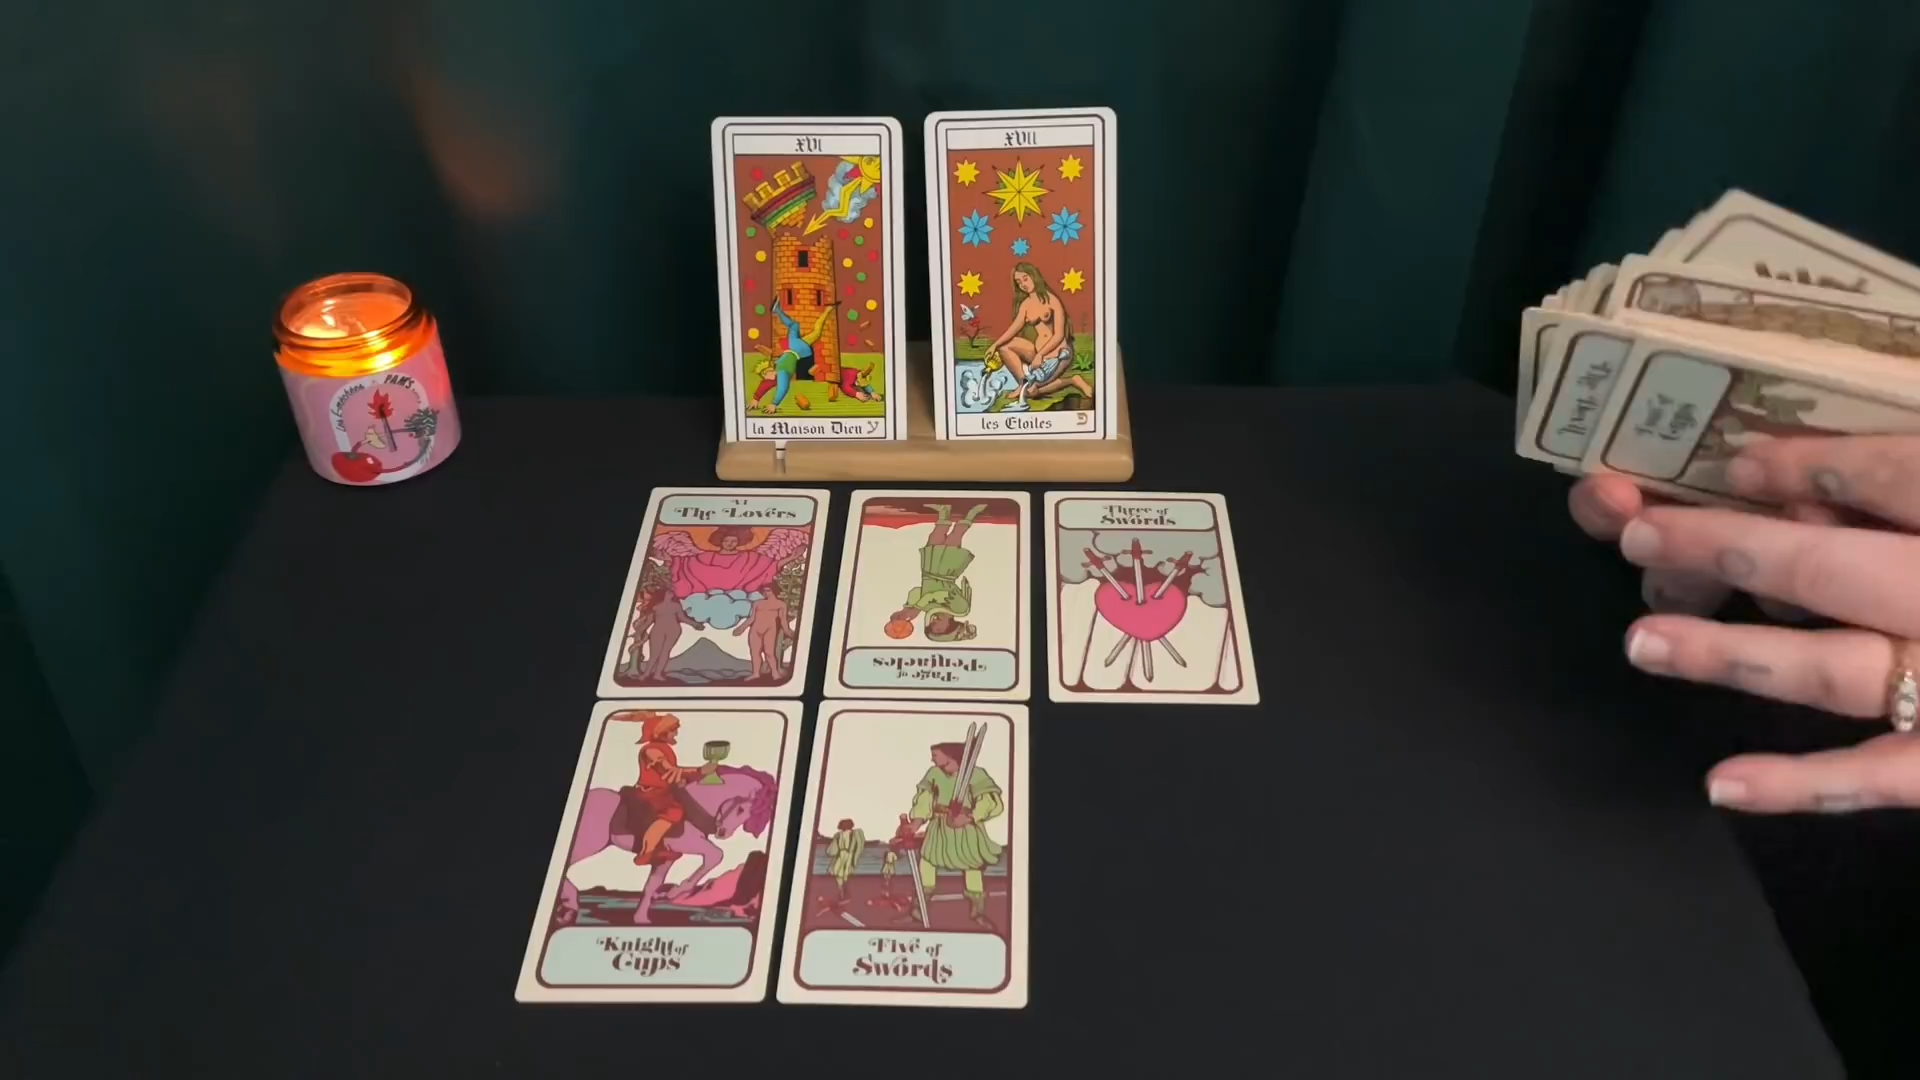 XVI
la Maison Dieu
XVII
les Etoiles
PAM'S
VI
The Lovers
Page of
Pentacles
Three of
Swords
Knight of
Cups
Five of
Swords